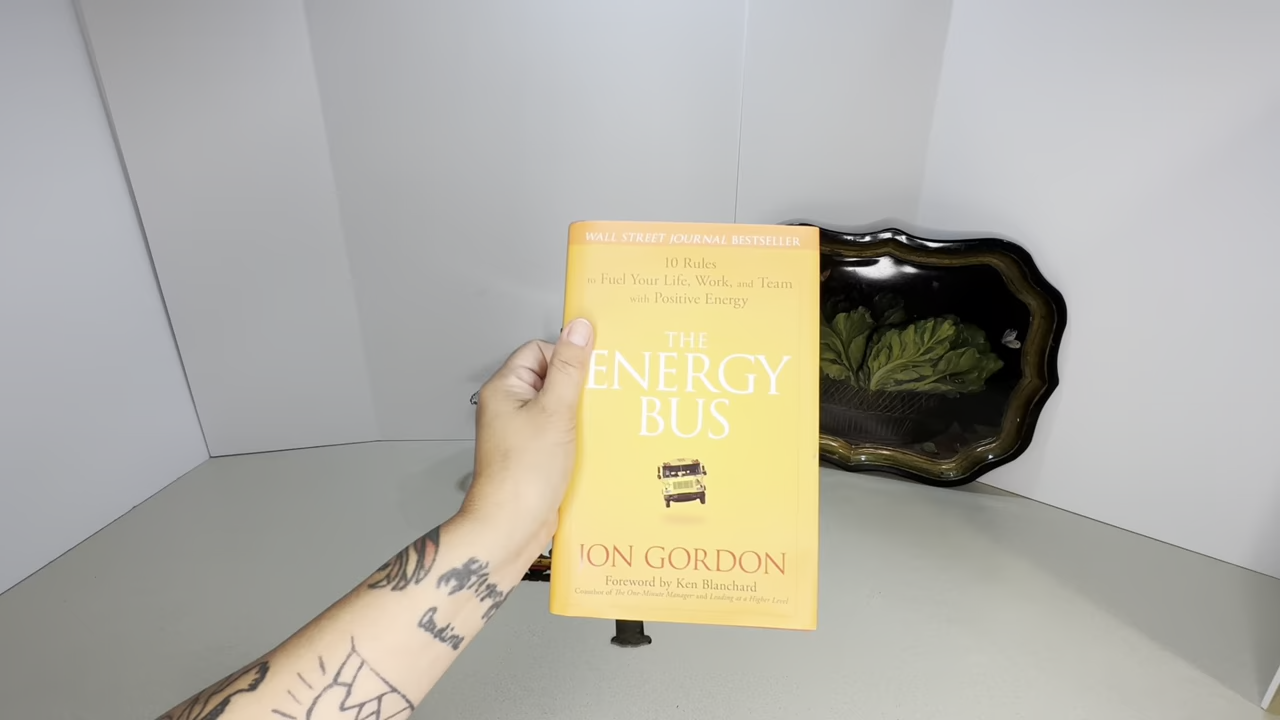 WALL STREET JOURNAL BESTSELLER
10 Rules
to Fuel Your Life, Work, and Team
with Positive Energy
THE
ENERGY
BUS
JON GORDON
Foreword by Ken Blanchard
Coauthor of The One-Minute Manager and Leading at a Higher Level